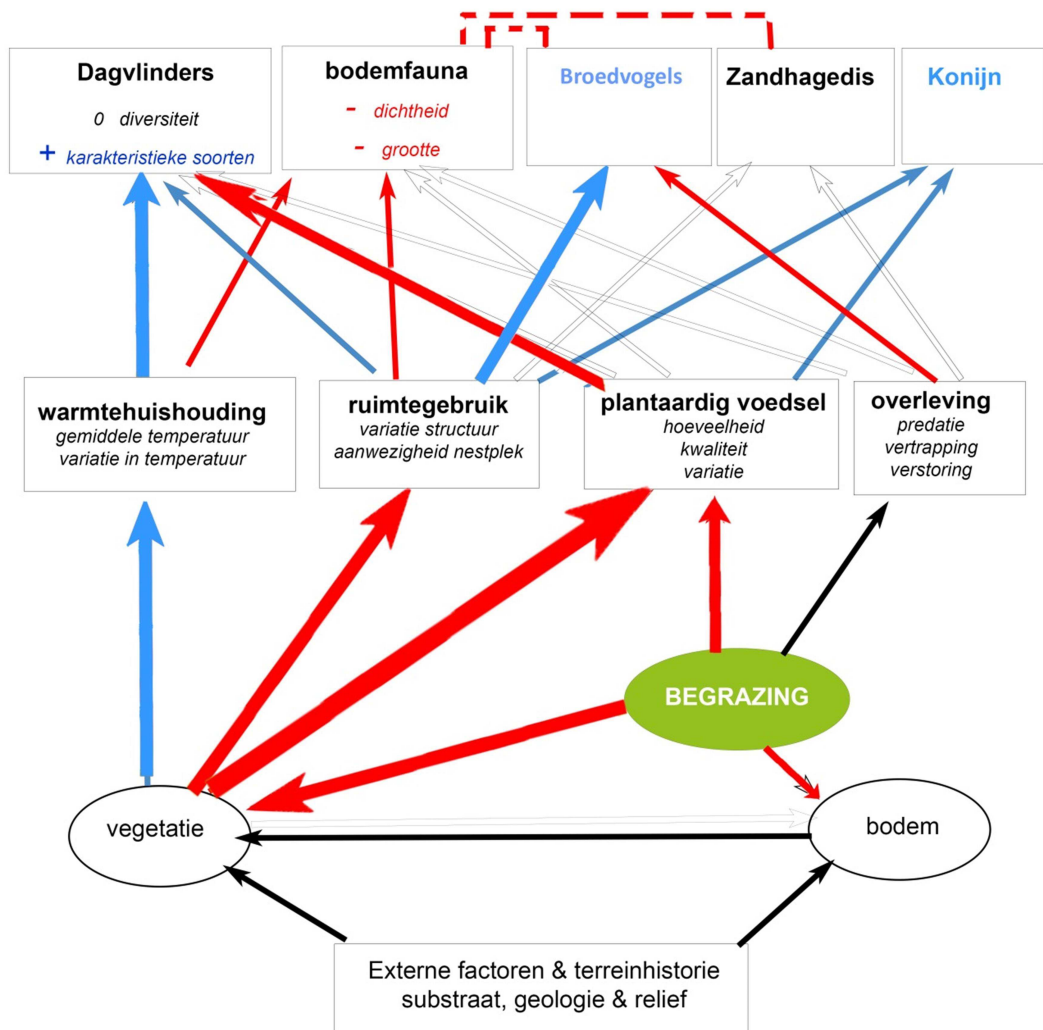 Dagvlinders
0 diversiteit
+ karakteristieke soorten
bodemfauna
- dichtheid
- grootte
Broedvogels
Zandhagedis
Konijn
warmtehuishouding
gemiddele temperatuur
variatie in temperatuur
ruimtegebruik
variatie structuur
aanwezigheid nestplek
plantaardig voedsel
hoeveelheid
kwaliteit
variatie
overleving
predatie
vertrapping
verstoring
BEGRAZING
vegetatie
bodem
Externe factoren & terreinhistorie
substraat, geologie & relief